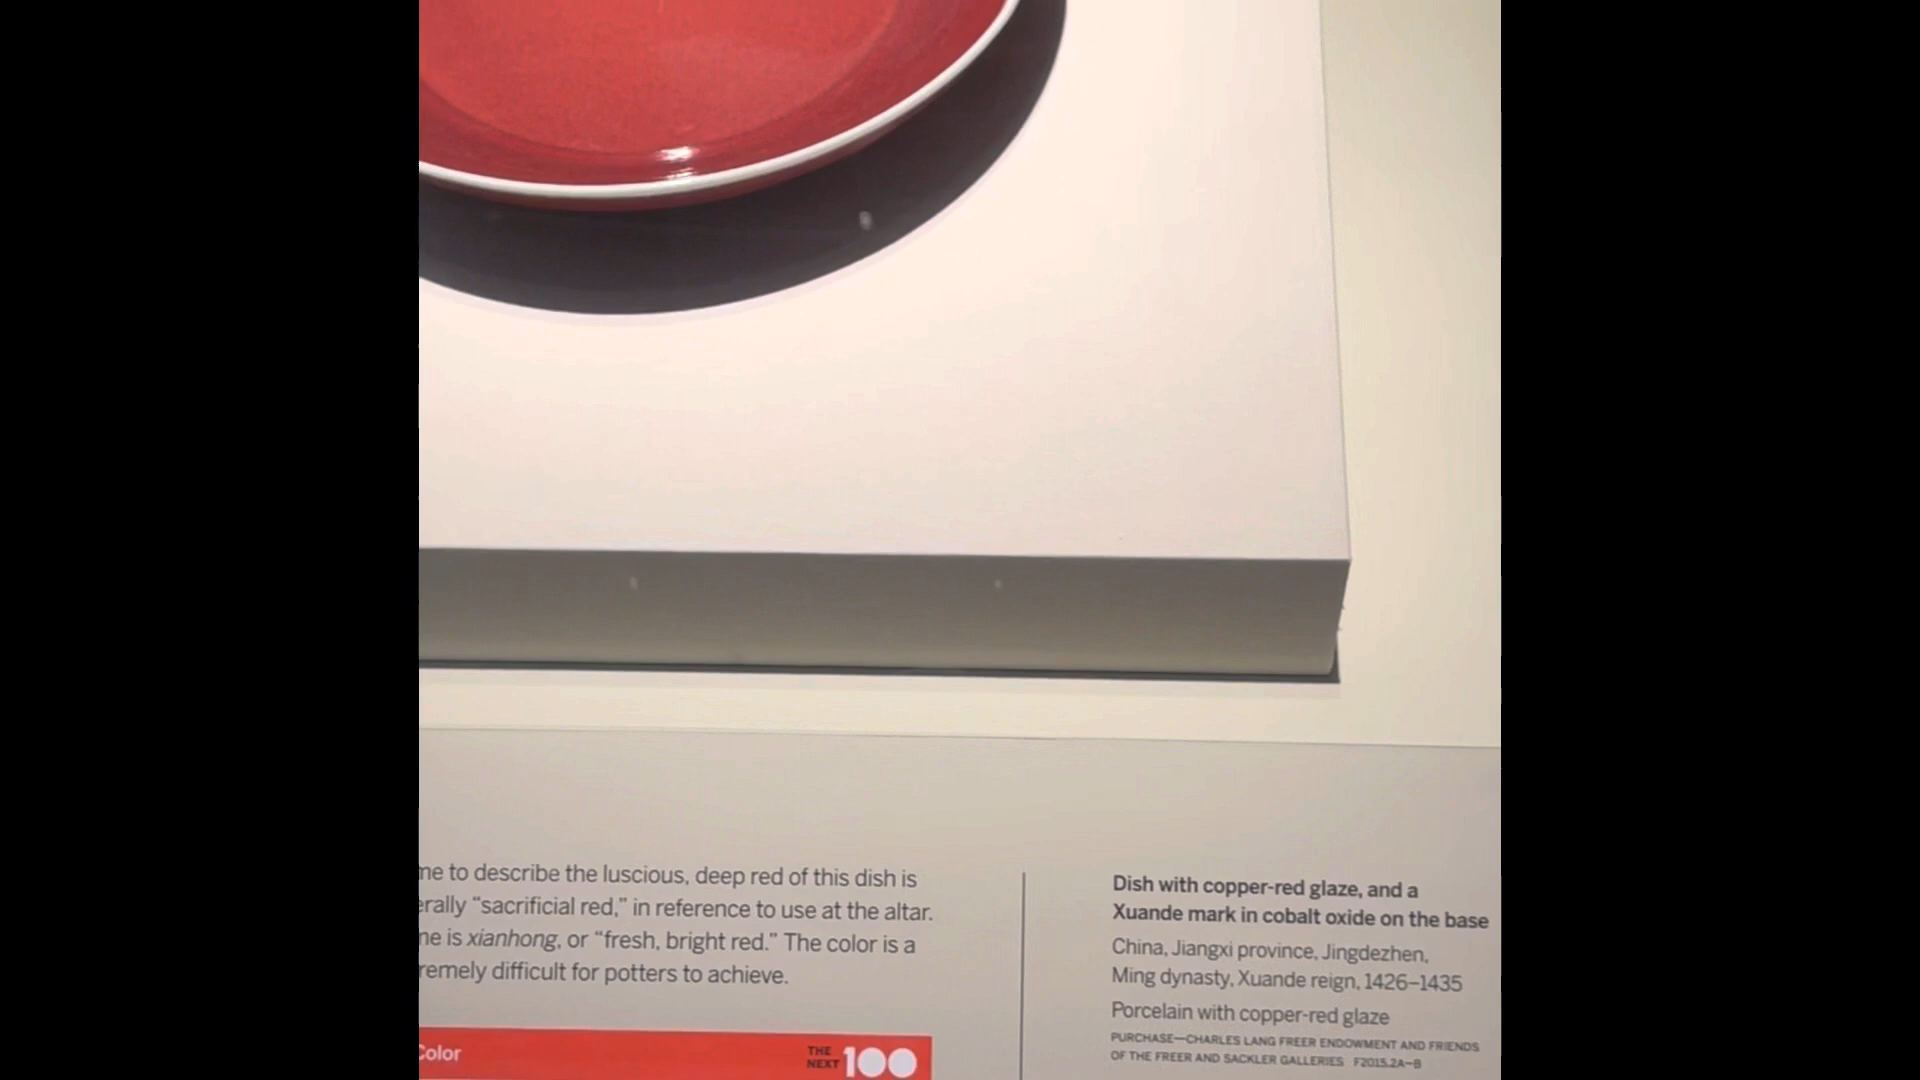 to describe the luscious, deep red of this dish is
“sacrificial red,” in reference to use at the altar.
is xianhong, or “fresh, bright red.” The color is a
difficult for potters to achieve.
Color
THE
NEXT
100
Dish with copper-red glaze, and a
Xuande mark in cobalt oxide on the base
China, Jiangxi province, Jingdezhen,
Ming dynasty, Xuande reign, 1426–1435
Porcelain with copper-red glaze
PURCHASE—CHARLES LANG FREER ENDOWMENT AND FRIENDS
OF THE FREER AND SACKLER GALLERIES F2015.2A–B